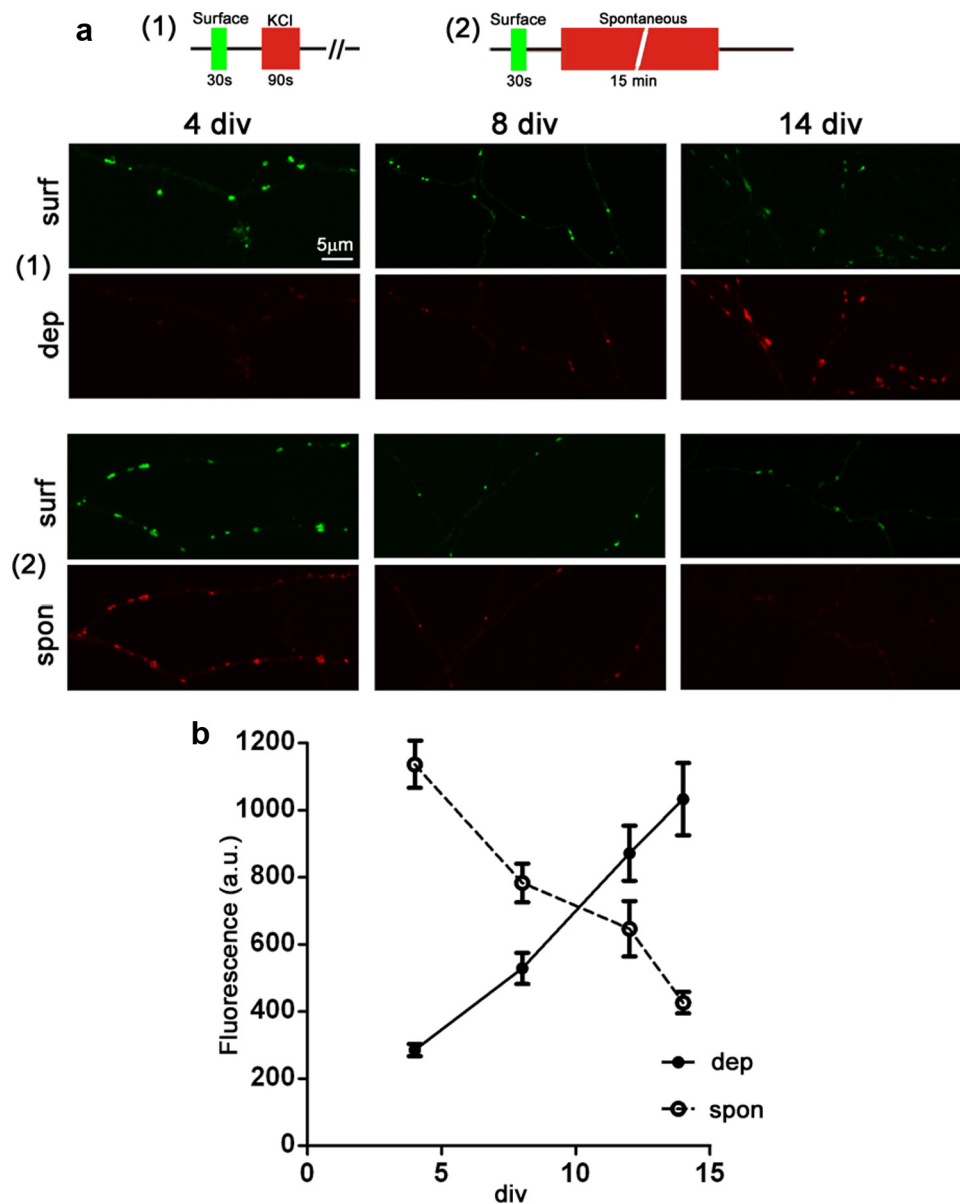 a
(1)
Surface
KCl
//
30s
90s
(2)
Surface
Spontaneous
30s
15 min
4 div
8 div
14 div
(1)
surf
5μm
dep
(2)
surf
spon
b
Fluorescence (a.u.)
1200
1000
800
600
400
200
0
0
5
10
15
div
dep
spon